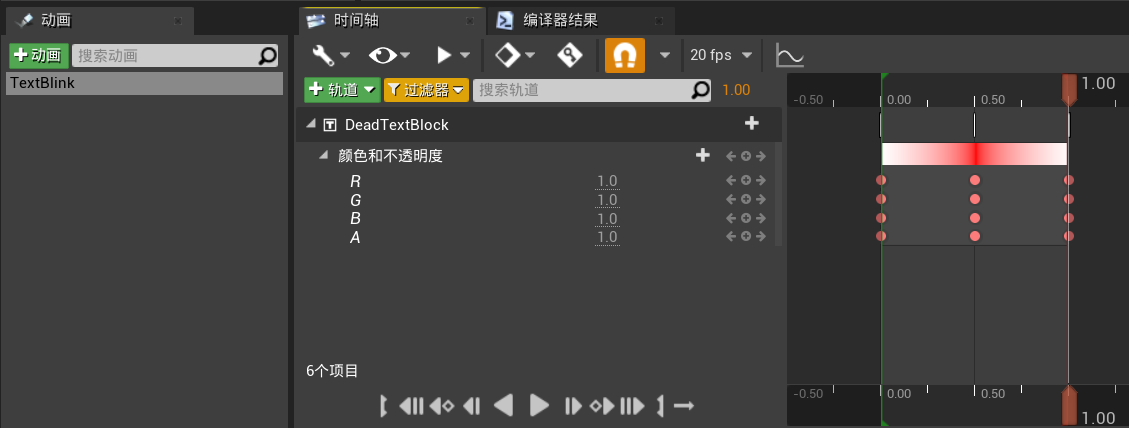 动画
时间轴
编译器结果
动画
搜索动画
20 fps
TextBlink
轨道
过滤器
搜索轨道
1.00
-0.50
0.00
0.50
1.00
DeadTextBlock
颜色和不透明度
R
1.0
G
1.0
B
1.0
A
1.0
6个项目
-0.50
0.00
0.50
1.00